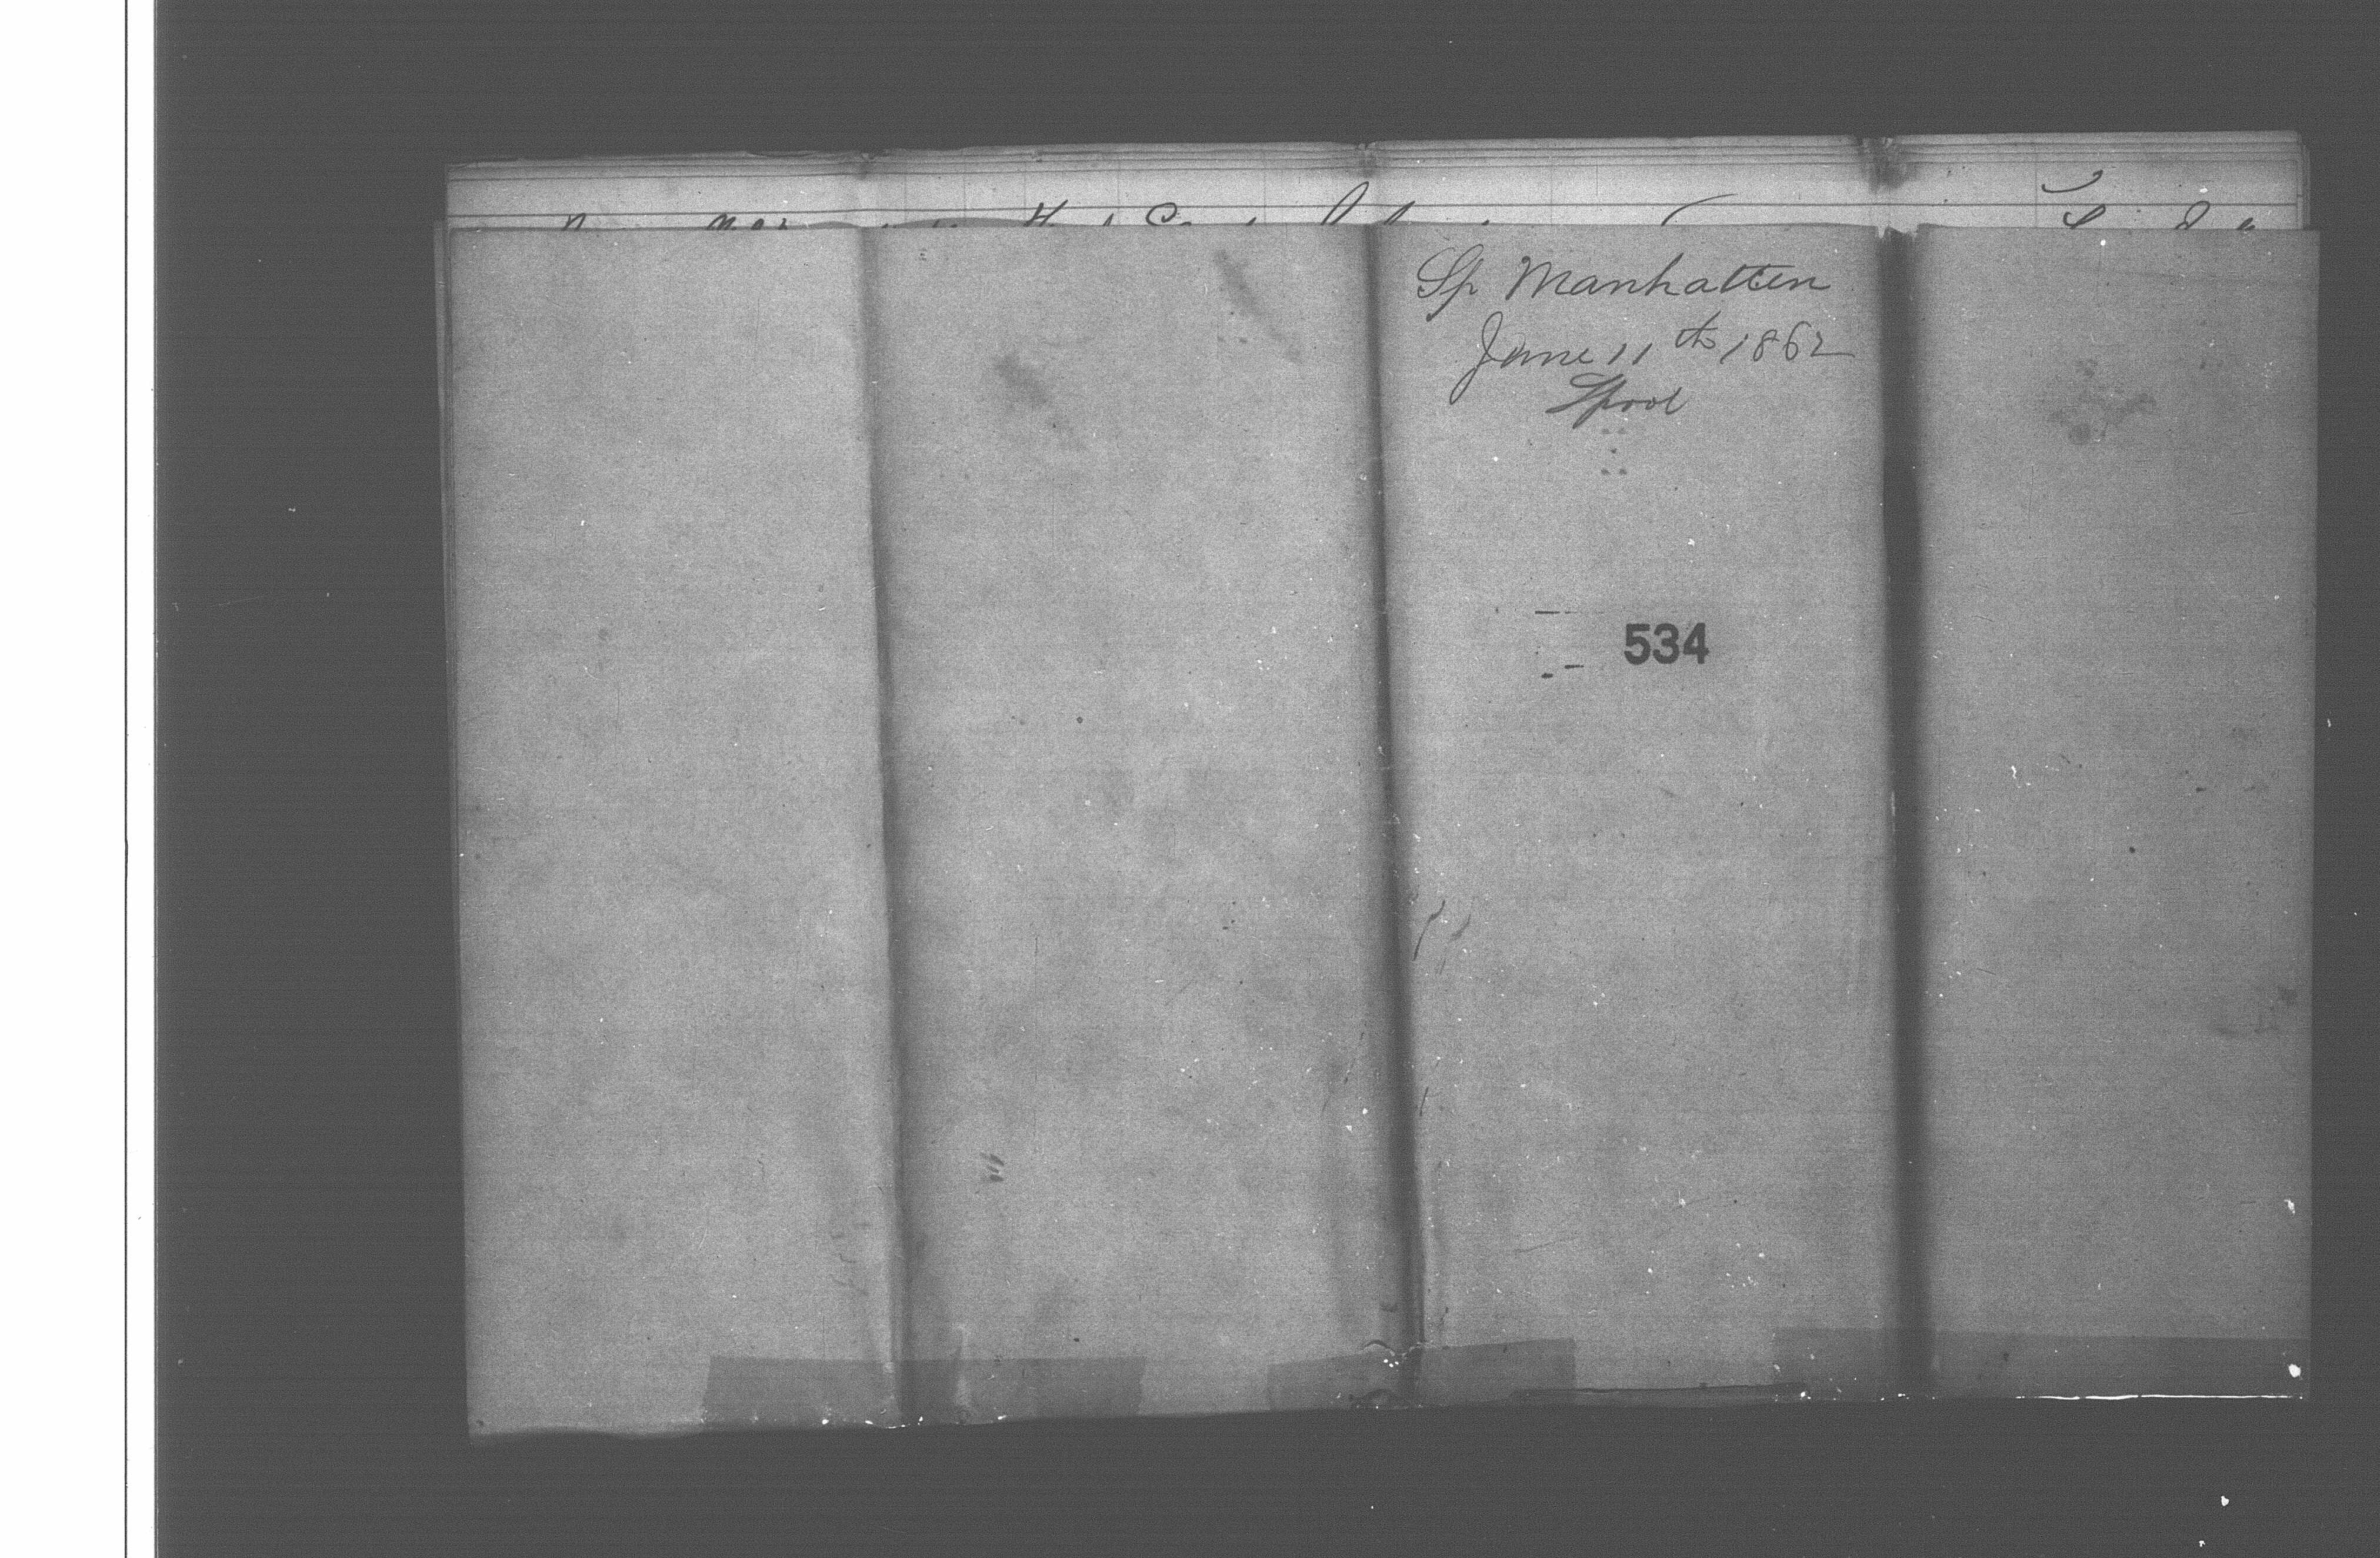 Sp Manhatten
June 11th 1862
Lpool
534